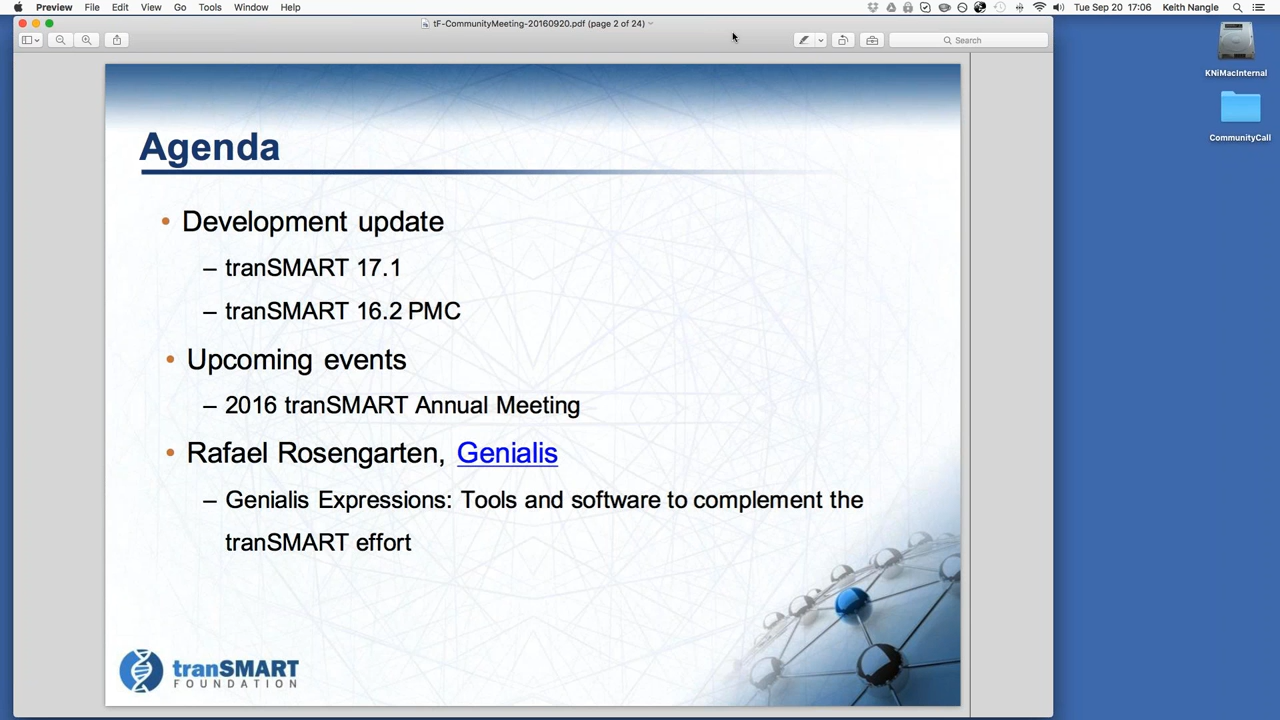 Preview File Edit View Go Tools Window Help Tue Sep 20 17:06 Keith Nangle
tF-CommunityMeeting-20160920.pdf (page 2 of 24)
Search
KNiMacInternal
CommunityCall
Agenda
• Development update
– tranSMART 17.1
– tranSMART 16.2 PMC
• Upcoming events
– 2016 tranSMART Annual Meeting
• Rafael Rosengarten, Genialis
– Genialis Expressions: Tools and software to complement the
tranSMART effort
tranSMART
FOUNDATION